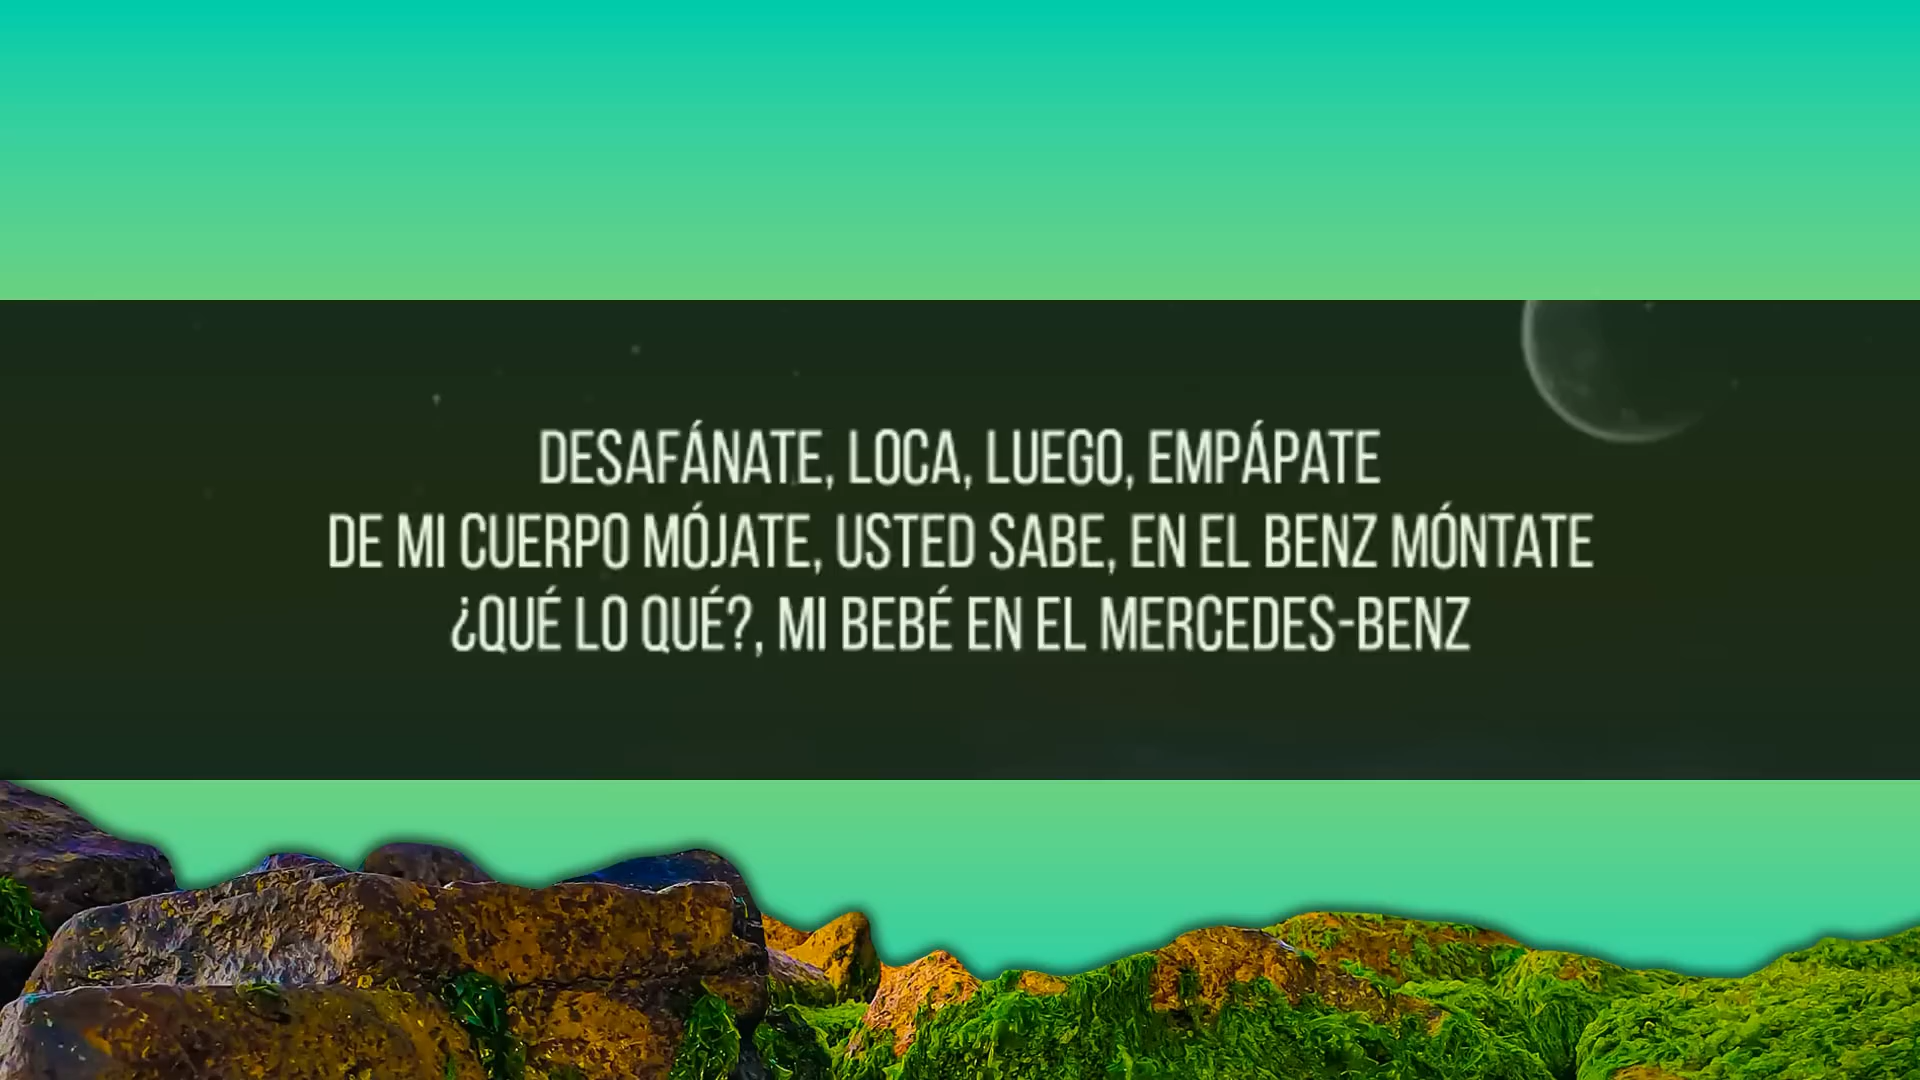 DESAFÁNATE, LOCA, LUEGO, EMPÁPATE
DE MI CUERPO MÓJATE, USTED SABE, EN EL BENZ MÓNTATE
¿QUÉ LO QUÉ?, MI BEBÉ EN EL MERCEDES-BENZ